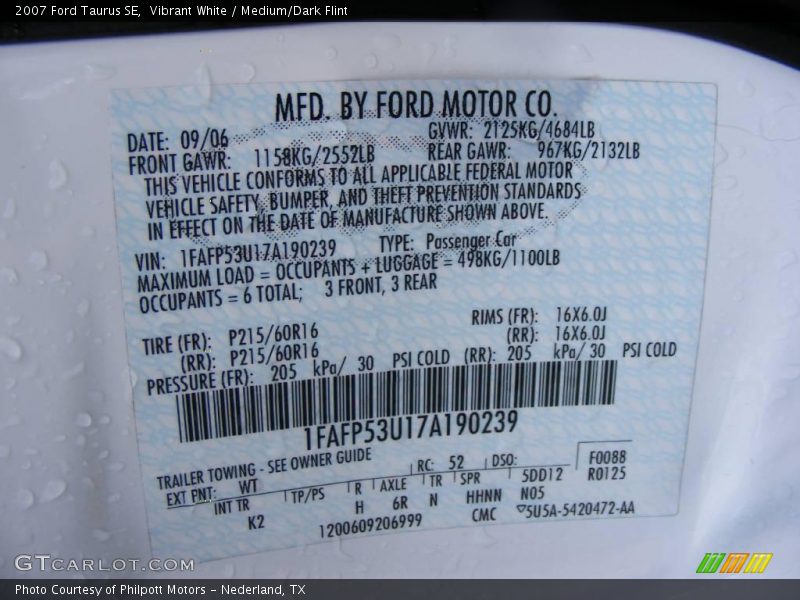 2007 Ford Taurus SE, Vibrant White / Medium/Dark Flint
MFD. BY FORD MOTOR CO.
DATE: 09/06 GVWR: 2125KG/4684LB
FRONT GAWR: 1158KG/2552LB REAR GAWR: 967KG/2132LB
THIS VEHICLE CONFORMS TO ALL APPLICABLE FEDERAL MOTOR
VEHICLE SAFETY, BUMPER, AND THEFT PREVENTION STANDARDS
IN EFFECT ON THE DATE OF MANUFACTURE SHOWN ABOVE.
VIN: 1FAFP53U17A190239 TYPE: Passenger Car
MAXIMUM LOAD = OCCUPANTS + LUGGAGE = 498KG/1100LB
OCCUPANTS = 6 TOTAL; 3 FRONT, 3 REAR
TIRE (FR): P215/60R16 RIMS (FR): 16X6.0J
(RR): P215/60R16 (RR): 16X6.0J
PRESSURE (FR): 205 kPa/ 30 PSI COLD (RR): 205 kPa/ 30 PSI COLD
1FAFP53U17A190239
TRAILER TOWING - SEE OWNER GUIDE RC: 52 DSO: F0088
EXT PNT: WT R0125
INT TR TP/PS R AXLE TR SPR 5DD12
K2 H 6R N HHNN N05
1200609206999 CMC 5U5A-5420472-AA
GTCARLOT.COM
Photo Courtesy of Philpott Motors - Nederland, TX